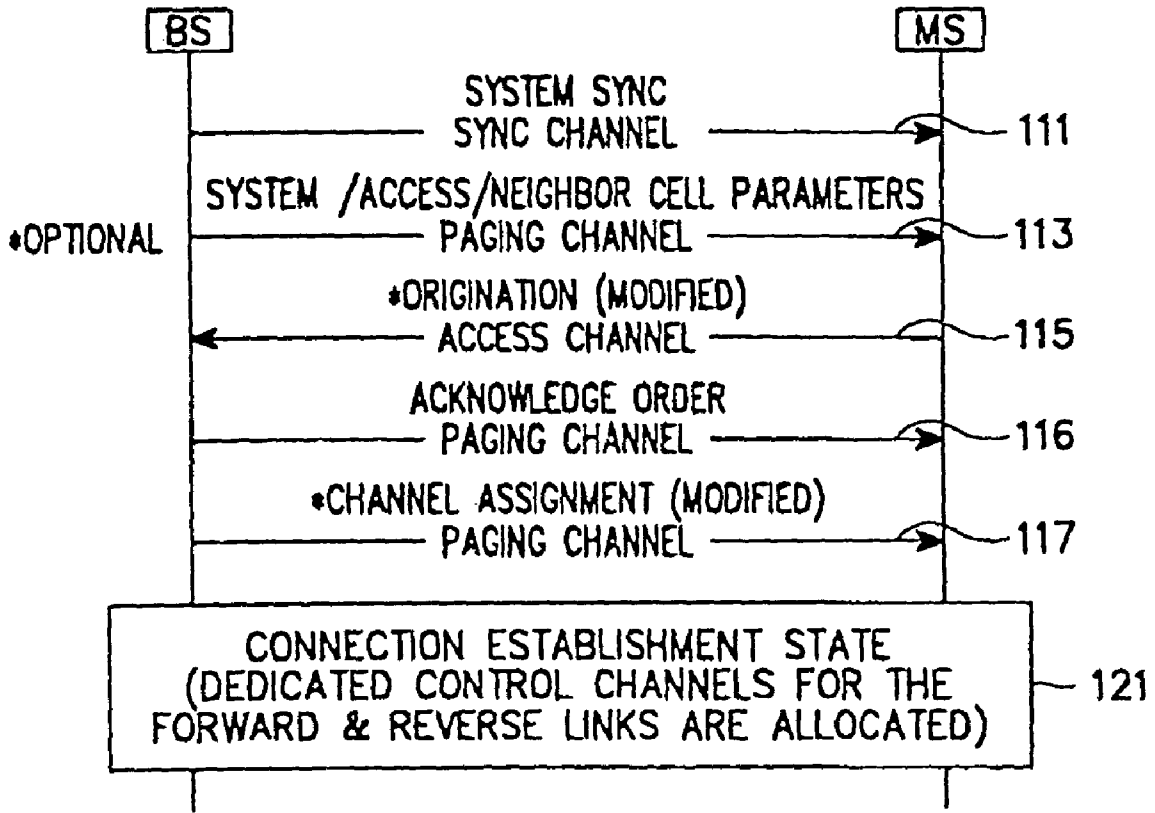 BS
MS
SYSTEM SYNC
SYNC CHANNEL
111
SYSTEM /ACCESS/NEIGHBOR CELL PARAMETERS
*OPTIONAL
PAGING CHANNEL
113
*ORIGINATION (MODIFIED)
ACCESS CHANNEL
115
ACKNOWLEDGE ORDER
PAGING CHANNEL
116
*CHANNEL ASSIGNMENT (MODIFIED)
PAGING CHANNEL
117
CONNECTION ESTABLISHMENT STATE
(DEDICATED CONTROL CHANNELS FOR THE
FORWARD & REVERSE LINKS ARE ALLOCATED)
121